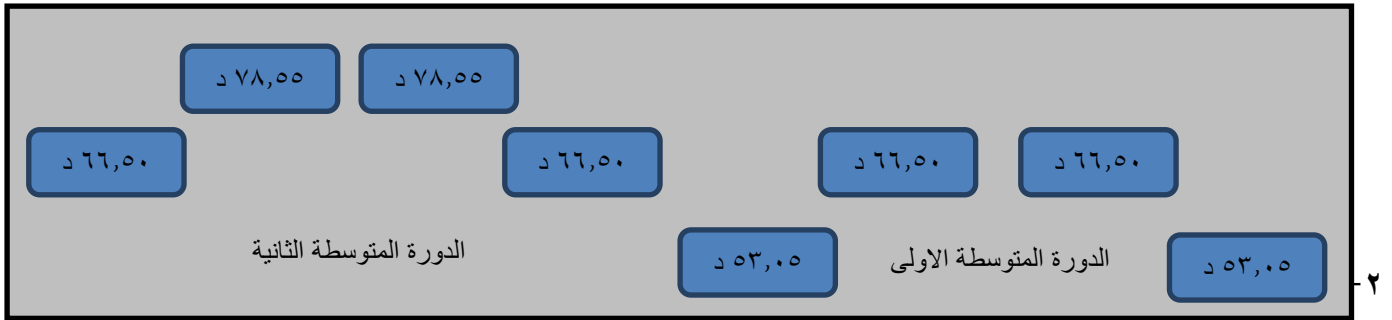 ٧٨,٥٥ د
٧٨,٥٥ د
٦٦,٥٠ د
٦٦,٥٠ د
٦٦,٥٠ د
٦٦,٥٠ د
٥٣,٠٥ د
الدورة المتوسطة الاولى
٥٣,٠٥ د
الدورة المتوسطة الثانية
٢ -